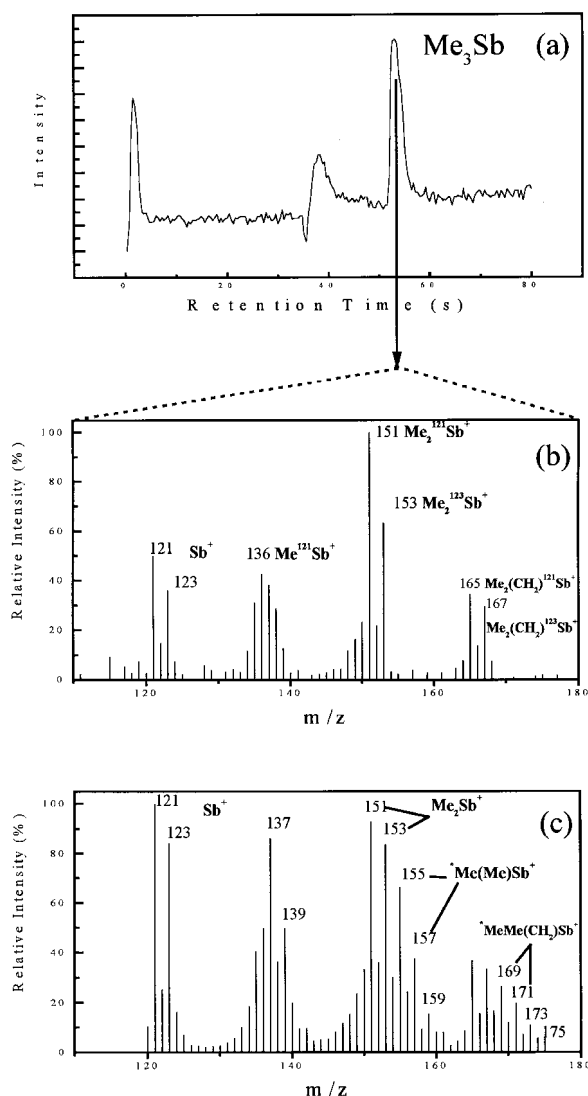 Me₃Sb (a)
Intensity
0 20 40 60 80
Retention Time (s)
(b)
Relative Intensity (%)
100
80
60
40
20
0
151 Me₂¹²¹Sb⁺
153 Me₂¹²³Sb⁺
121 Sb⁺
123
136 Me¹²¹Sb⁺
165 Me₂(CH₂)¹²¹Sb⁺
167
Me₂(CH₂)¹²³Sb⁺
120 140 160 180
m/z
(c)
Relative Intensity (%)
100
80
60
40
20
0
121 Sb⁺
123
137
139
151 Me₂Sb⁺
153
155 *Me(Me)Sb⁺
157
159
*MeMe(CH₂)Sb⁺
169
171
173
175
120 140 160 180
m/z